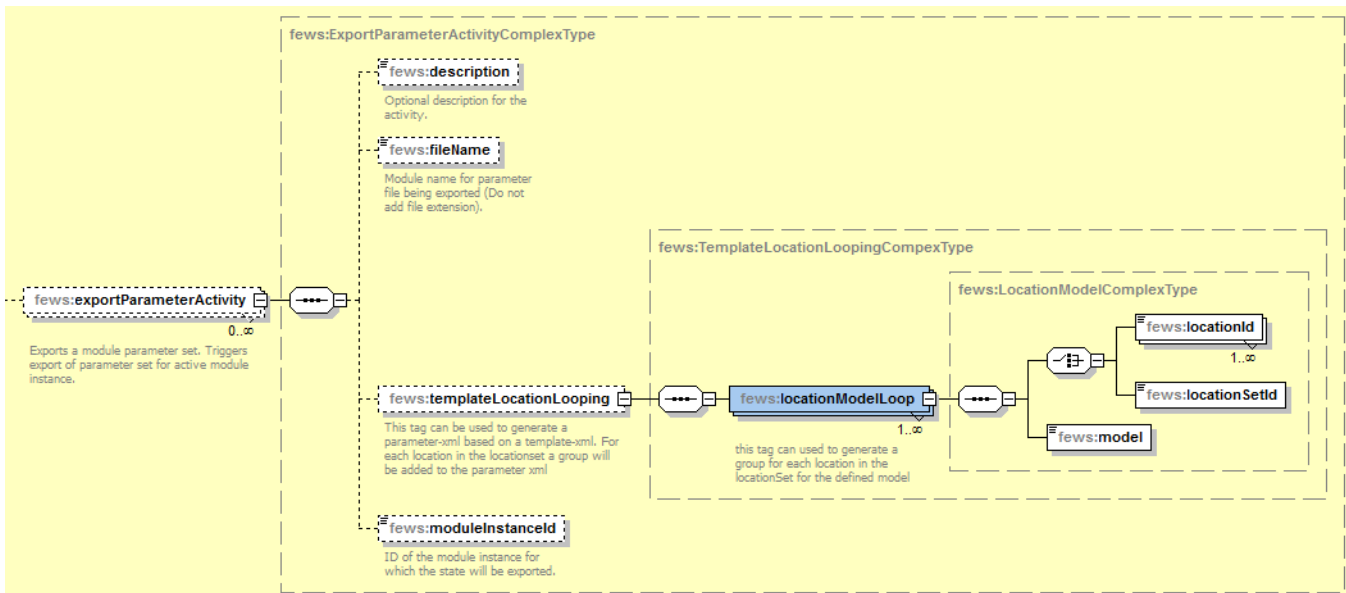 fews:ExportParameterActivityComplexType
fews:description
Optional description for the
activity.
fews:fileName
Module name for parameter
file being exported (Do not
add file extension).
fews:TemplateLocationLoopingCompexType
fews:LocationModelComplexType
fews:exportParameterActivity
0..∞
Exports a module parameter set. Triggers
export of parameter set for active module
instance.
fews:locationId
1..∞
fews:locationSetId
fews:templateLocationLooping
This tag can be used to generate a
parameter-xml based on a template-xml. For
each location in the locationset a group will
be added to the parameter xml
fews:locationModelLoop
1..∞
this tag can used to generate a
group for each location in the
locationSet for the defined model
fews:model
fews:moduleInstanceId
ID of the module instance for
which the state will be exported.